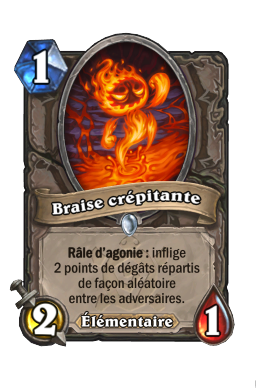 1
Braise crépitante
Râle d'agonie : inflige
2 points de dégâts répartis
de façon aléatoire
entre les adversaires.
2
Élémentaire
1